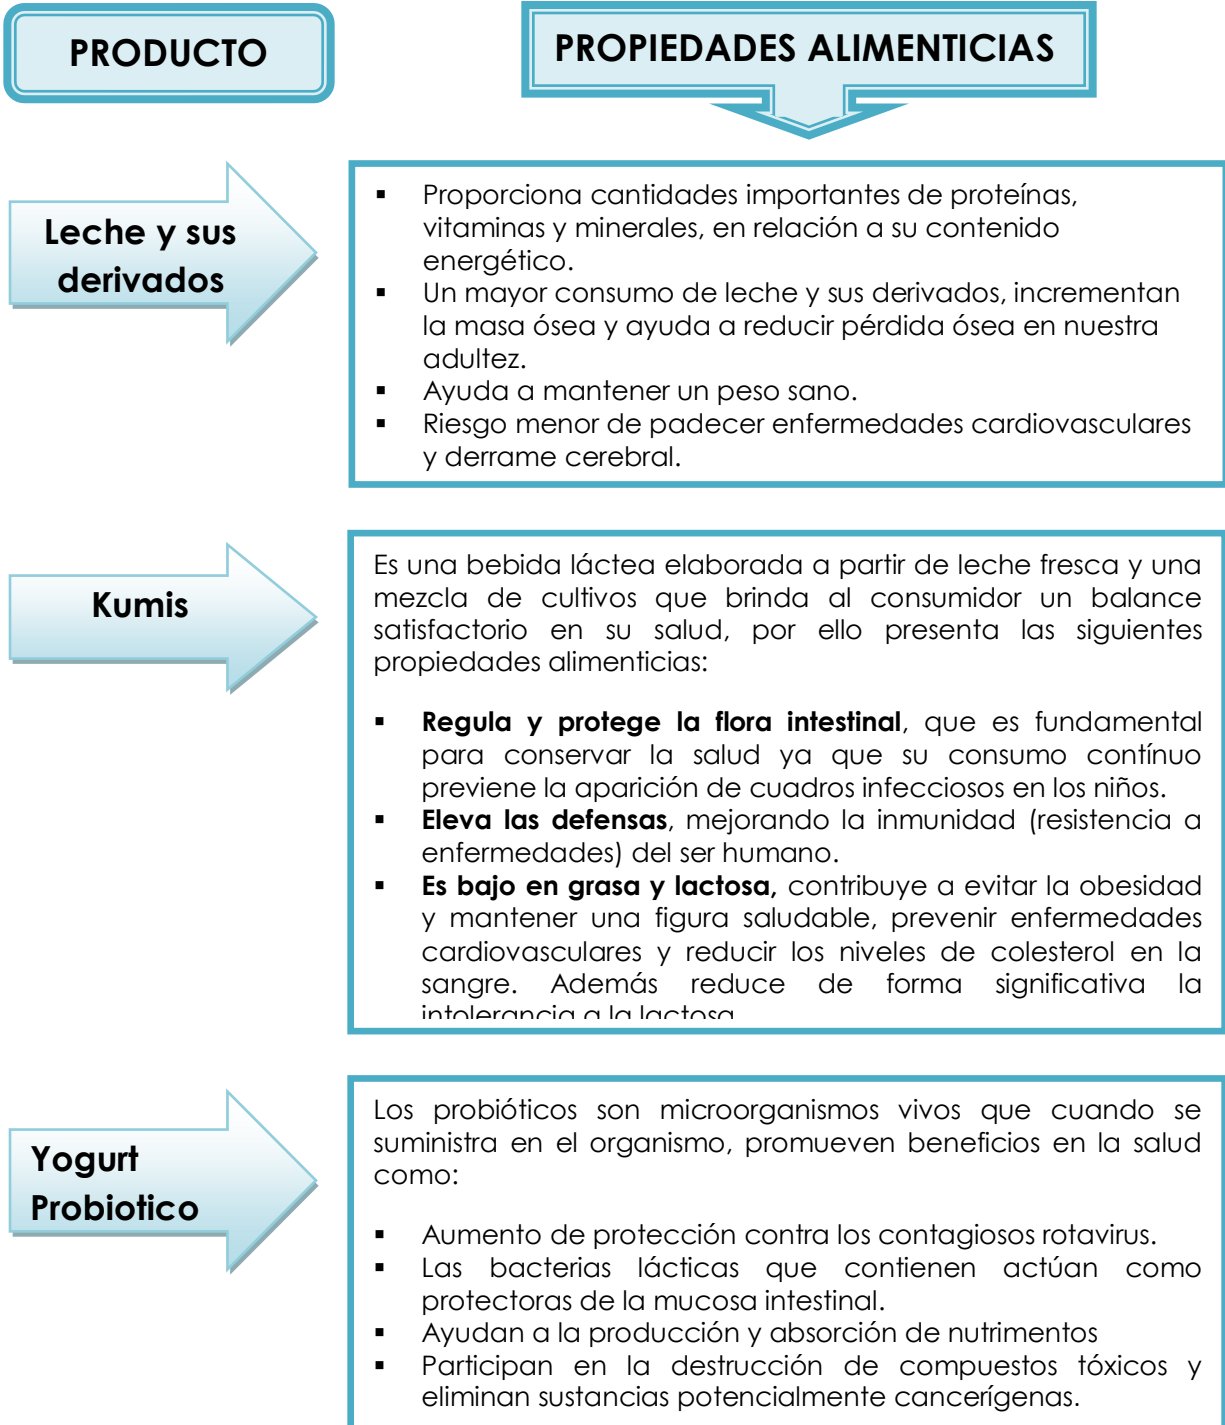 PRODUCTO
PROPIEDADES ALIMENTICIAS
Leche y sus
derivados
▪ Proporciona cantidades importantes de proteínas,
vitaminas y minerales, en relación a su contenido
energético.
▪ Un mayor consumo de leche y sus derivados, incrementan
la masa ósea y ayuda a reducir pérdida ósea en nuestra
adultez.
▪ Ayuda a mantener un peso sano.
▪ Riesgo menor de padecer enfermedades cardiovasculares
y derrame cerebral.
Kumis
Es una bebida láctea elaborada a partir de leche fresca y una
mezcla de cultivos que brinda al consumidor un balance
satisfactorio en su salud, por ello presenta las siguientes
propiedades alimenticias:
▪ Regula y protege la flora intestinal, que es fundamental
para conservar la salud ya que su consumo contínuo
previene la aparición de cuadros infecciosos en los niños.
▪ Eleva las defensas, mejorando la inmunidad (resistencia a
enfermedades) del ser humano.
▪ Es bajo en grasa y lactosa, contribuye a evitar la obesidad
y mantener una figura saludable, prevenir enfermedades
cardiovasculares y reducir los niveles de colesterol en la
sangre. Además reduce de forma significativa la
intolerancia a la lactosa
Yogurt
Probiotico
Los probióticos son microorganismos vivos que cuando se
suministra en el organismo, promueven beneficios en la salud
como:
▪ Aumento de protección contra los contagiosos rotavirus.
▪ Las bacterias lácticas que contienen actúan como
protectoras de la mucosa intestinal.
▪ Ayudan a la producción y absorción de nutrimentos
▪ Participan en la destrucción de compuestos tóxicos y
eliminan sustancias potencialmente cancerígenas.